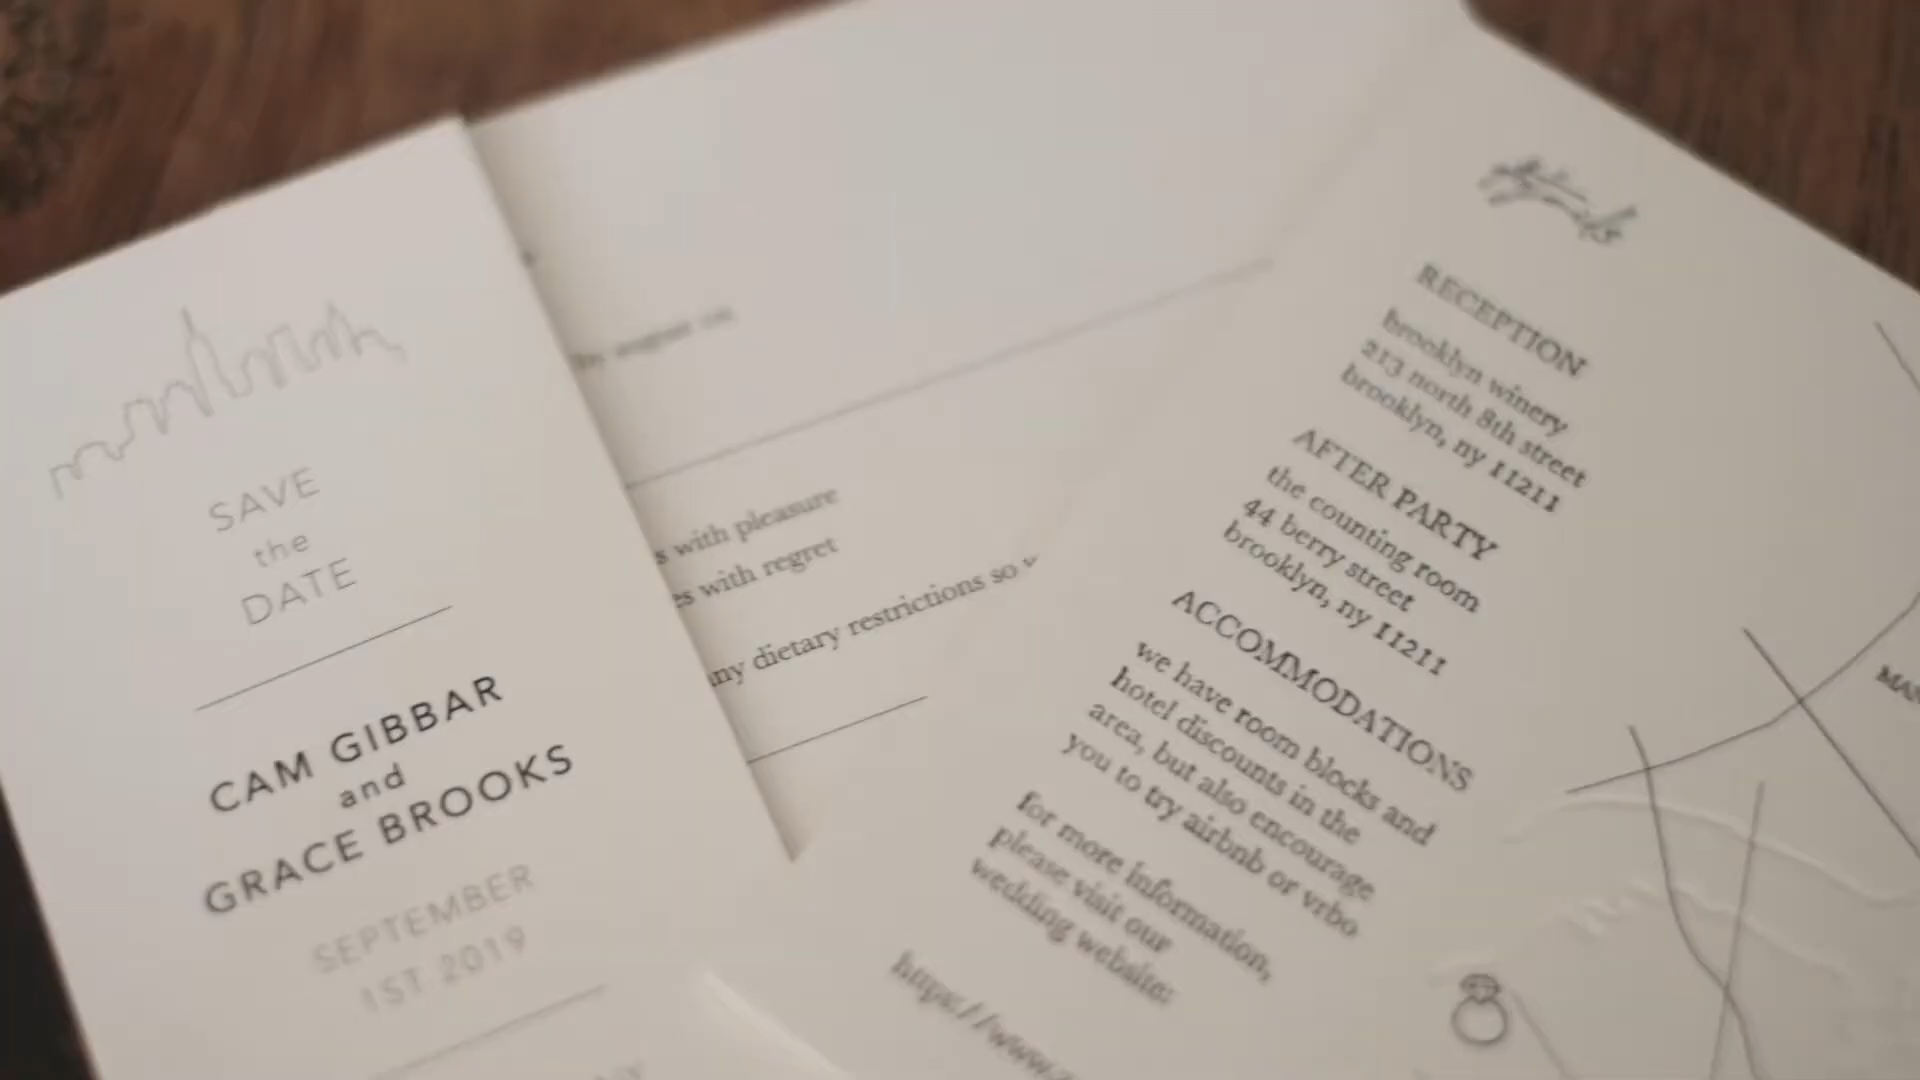 SAVE
the
DATE
CAM GIBBAR
and
GRACE BROOKS
SEPTEMBER
1ST 2019
august
s with pleasure
es with regret
ny dietary restrictions so
RECEPTION
brooklyn winery
213 north 8th street
brooklyn, ny 11211
AFTER PARTY
the counting room
44 berry street
brooklyn, ny 11211
ACCOMMODATIONS
we have room blocks and
hotel discounts in the
area, but also encourage
you to try airbnb or vrbo
for more information,
please visit our
wedding website:
https://www.
MAN